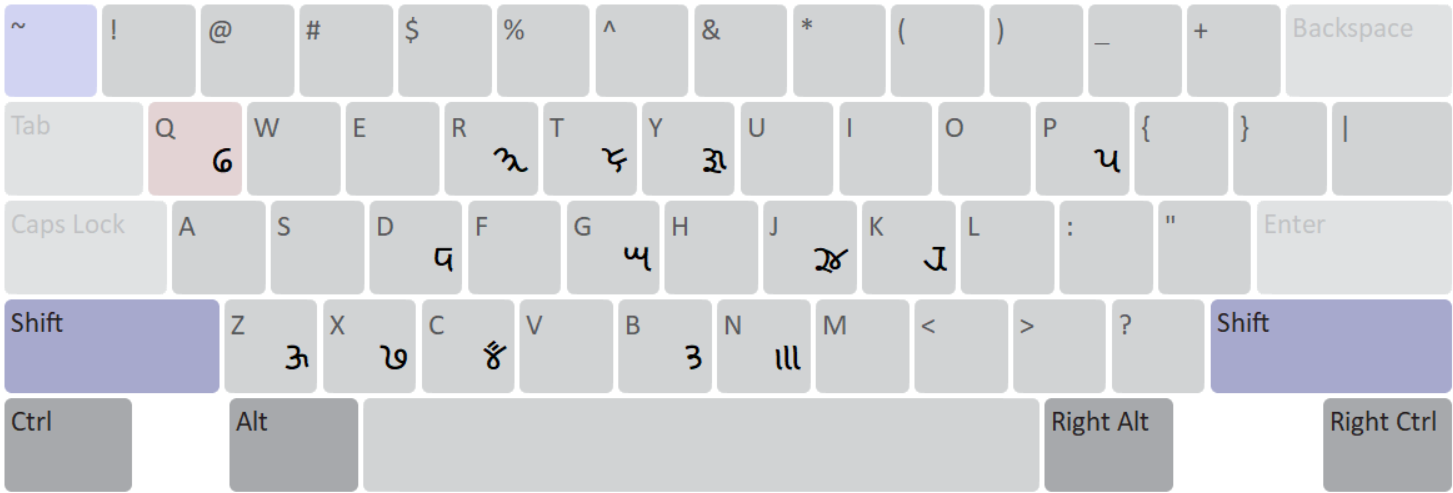 ~ ! @ # $ % ^ & * ( ) _ + Backspace
Tab Q W E R T Y U I O P { } |
Caps Lock A S D F G H J K L : " Enter
Shift Z X C V B N M < > ? Shift
Ctrl Alt Right Alt Right Ctrl